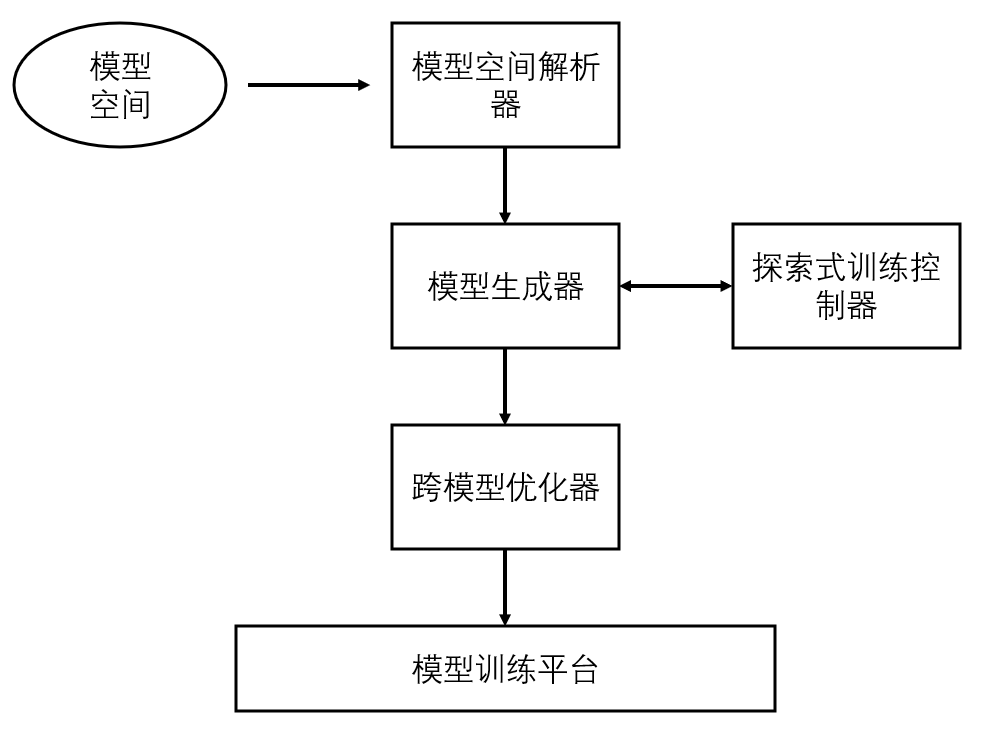 模型
空间
模型空间解析
器
模型生成器
探索式训练控
制器
跨模型优化器
模型训练平台